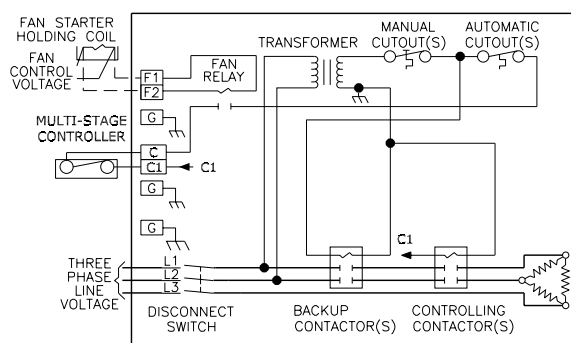 FAN STARTER
HOLDING COIL
FAN
CONTROL
VOLTAGE
F1
F2
FAN
RELAY
TRANSFORMER
MANUAL
CUTOUT(S)
AUTOMATIC
CUTOUT(S)
MULTI-STAGE
CONTROLLER
G
C
C1
C1
G
G
C1
THREE
PHASE
LINE
VOLTAGE
L1
L2
L3
DISCONNECT
SWITCH
BACKUP
CONTACTOR(S)
CONTROLLING
CONTACTOR(S)